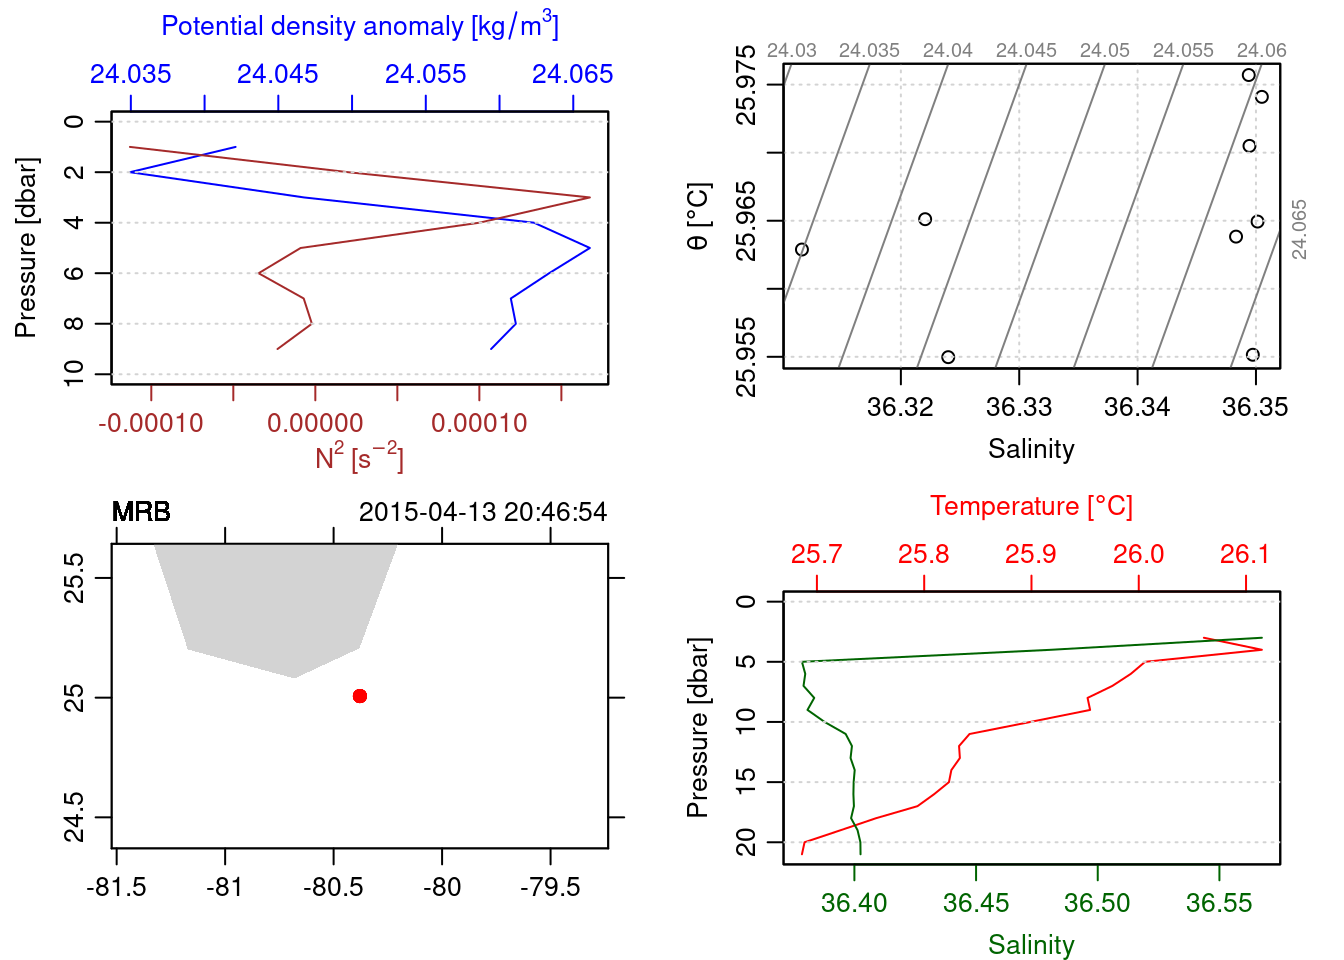 Potential density anomaly [kg/m³]
24.035 24.045 24.055 24.065
0
2
4
6
8
10
Pressure [dbar]
-0.00010 0.00000 0.00010
N² [s⁻²]
24.03 24.035 24.04 24.045 24.05 24.055 24.06
24.065
25.975
25.965
25.955
θ [°C]
36.32 36.33 36.34 36.35
Salinity
MRB 2015-04-13 20:46:54
25.5
25
24.5
-81.5 -81 -80.5 -80 -79.5
Temperature [°C]
25.7 25.8 25.9 26.0 26.1
0
5
10
15
20
Pressure [dbar]
36.40 36.45 36.50 36.55
Salinity